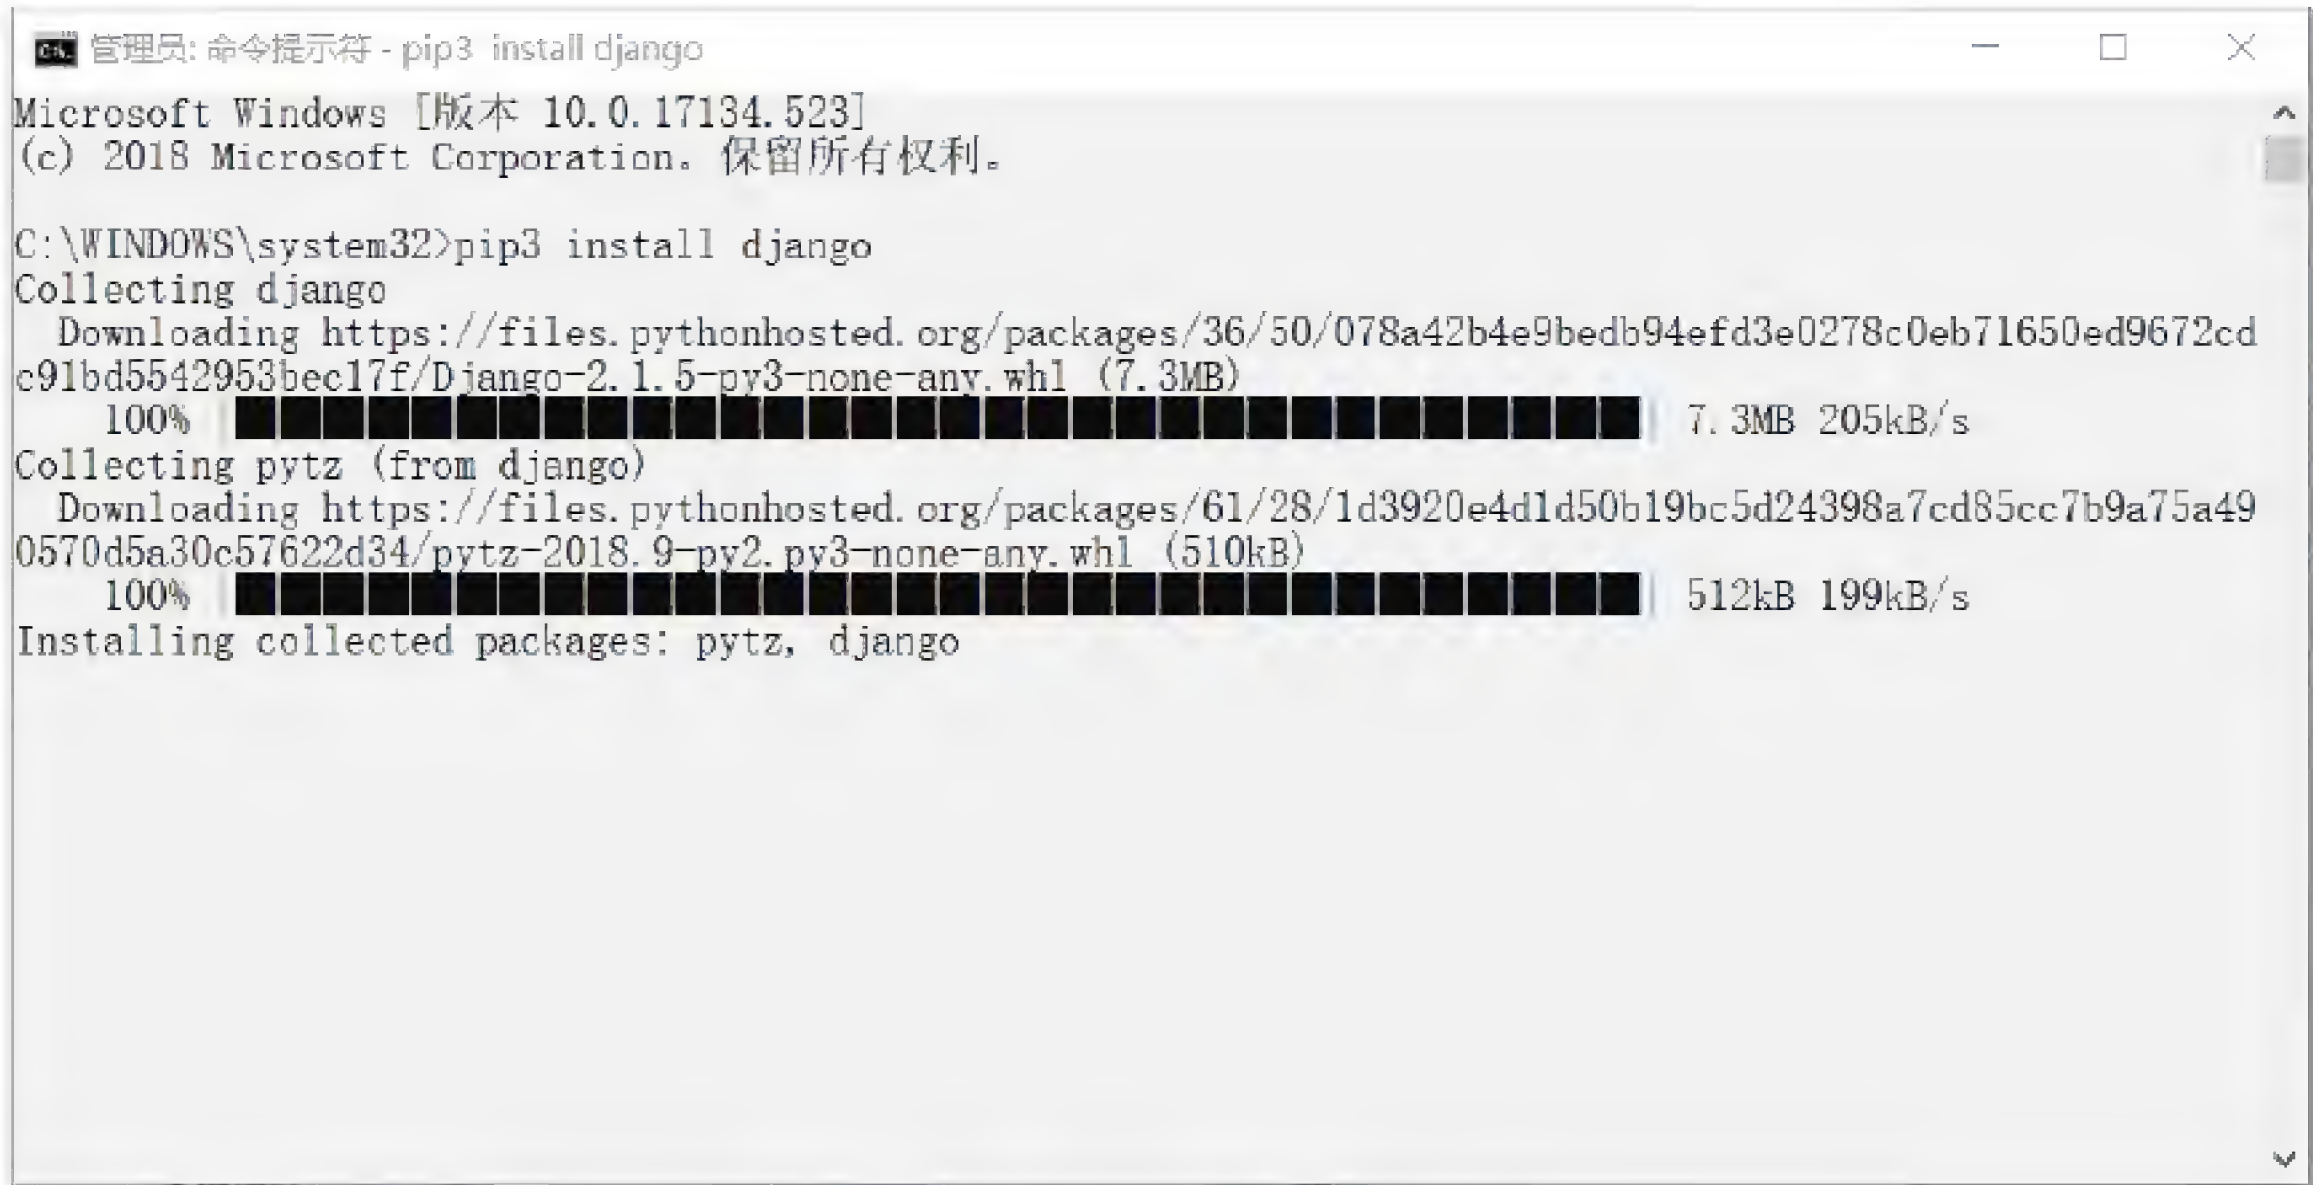 管理员: 命令提示符 - pip3 install django
Microsoft Windows [版本 10.0.17134.523]
(c) 2018 Microsoft Corporation。保留所有权利。
C:\WINDOWS\system32>pip3 install django
Collecting django
Downloading https://files.pythonhosted.org/packages/36/50/078a42b4e9bedb94efd3e0278c0eb71650ed9672cd
c91bd5542953bec17f/Django-2.1.5-py3-none-any.whl (7.3MB)
100% |████████████████████████████████| 7.3MB 205kB/s
Collecting pytz (from django)
Downloading https://files.pythonhosted.org/packages/61/28/1d3920e4d1d50b19bc5d24398a7cd85cc7b9a75a49
0570d5a30c57622d34/pytz-2018.9-py2.py3-none-any.whl (510kB)
100% |████████████████████████████████| 512kB 199kB/s
Installing collected packages: pytz, django